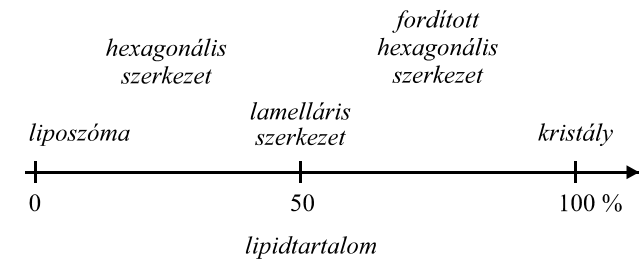 fordított
hexagonális
szerkezet
hexagonális
szerkezet
lamelláris
szerkezet
liposzóma
kristály
0
50
100 %
lipidtartalom